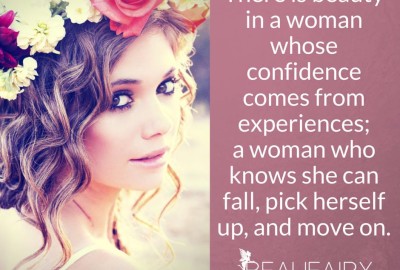 There is beauty
in a woman
whose
confidence
comes from
experiences;
a woman who
knows she can
fall, pick herself
up, and move on.
BEAUFAIRY